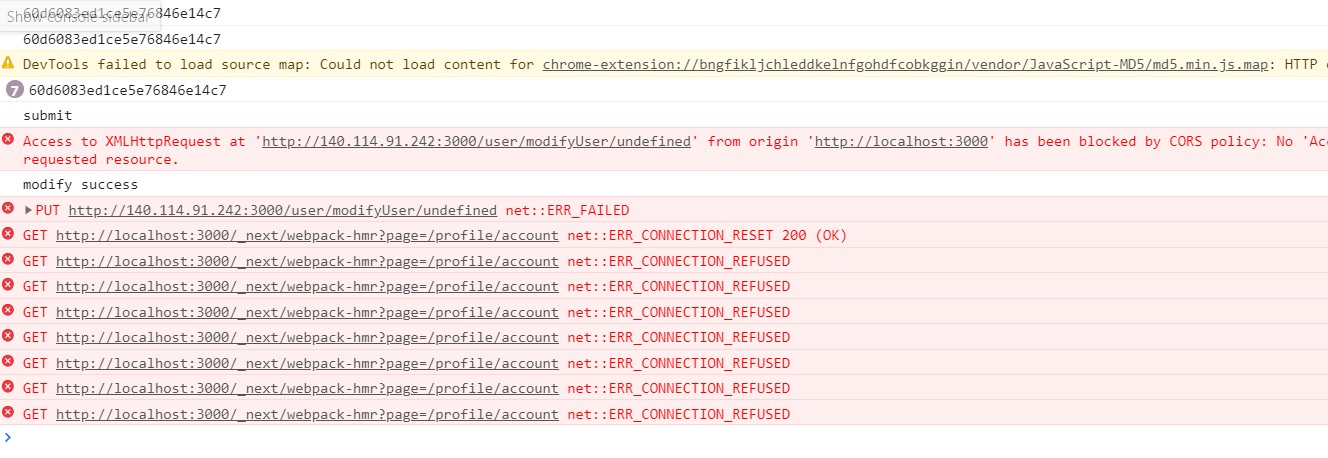 Show console sidebar
60d6083ed1ce5e76846e14c7
60d6083ed1ce5e76846e14c7
DevTools failed to load source map: Could not load content for chrome-extension://bngfikljchleddkelnfgohdfcobkggin/vendor/JavaScript-MD5/md5.min.js.map: HTTP
7 60d6083ed1ce5e76846e14c7
submit
Access to XMLHttpRequest at 'http://140.114.91.242:3000/user/modifyUser/undefined' from origin 'http://localhost:3000' has been blocked by CORS policy: No
requested resource.
modify success
PUT http://140.114.91.242:3000/user/modifyUser/undefined net::ERR_FAILED
GET http://localhost:3000/_next/webpack-hmr?page=/profile/account net::ERR_CONNECTION_RESET 200 (OK)
GET http://localhost:3000/_next/webpack-hmr?page=/profile/account net::ERR_CONNECTION_REFUSED
GET http://localhost:3000/_next/webpack-hmr?page=/profile/account net::ERR_CONNECTION_REFUSED
GET http://localhost:3000/_next/webpack-hmr?page=/profile/account net::ERR_CONNECTION_REFUSED
GET http://localhost:3000/_next/webpack-hmr?page=/profile/account net::ERR_CONNECTION_REFUSED
GET http://localhost:3000/_next/webpack-hmr?page=/profile/account net::ERR_CONNECTION_REFUSED
GET http://localhost:3000/_next/webpack-hmr?page=/profile/account net::ERR_CONNECTION_REFUSED
GET http://localhost:3000/_next/webpack-hmr?page=/profile/account net::ERR_CONNECTION_REFUSED